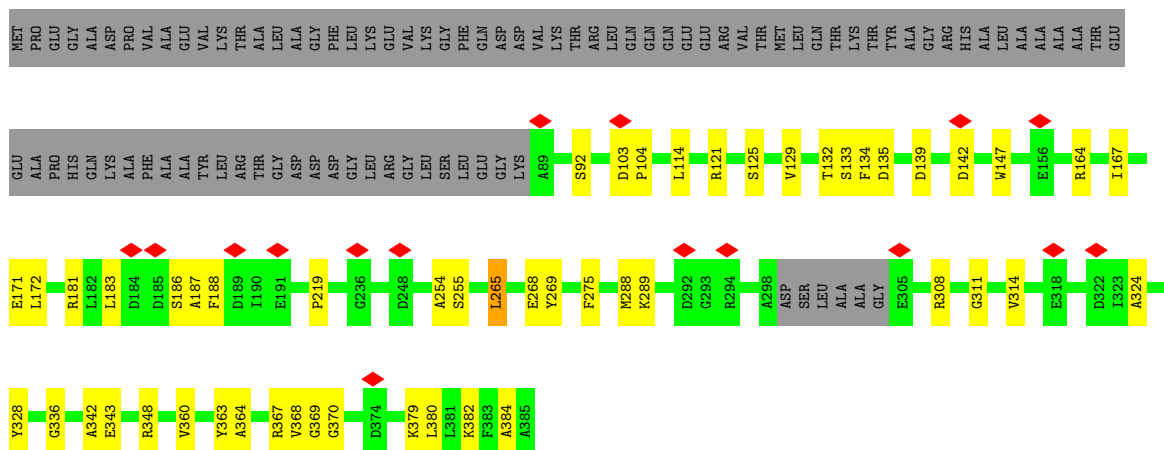 MET PRO GLU GLY ALA ASP PRO VAL ALA GLU VAL LYS THR ALA LEU ALA GLY PHE LEU LYS GLU VAL LYS GLY PHE GLN ASP ASP VAL LYS THR ARG LEU GLN GLN GLN GLU GLU ARG VAL THR MET LEU GLN THR LYS THR TYR ALA GLY ARG HIS ALA LEU ALA ALA ALA ALA THR GLU
GLU ALA PRO HIS GLN LYS ALA PHE ALA ALA TYR LEU ARG THR GLY ASP ASP ASP GLY LEU ARG GLY LEU SER LEU GLU GLY LYS A89 S92 D103 P104 L114 R121 S125 V129 T132 S133 F134 D135 D139 D142 W147 E156 R164 I167
E171 L172 R181 L182 L183 D184 D185 S186 A187 F188 D189 I190 E191 P219 G236 D248 A254 S255 L265 E268 Y269 F275 M288 K289 D292 G293 R294 A298 ASP SER LEU ALA ALA GLY E305 R308 G311 V314 E318 D322 I323 A324
Y328 G336 A342 E343 R348 V360 Y363 A364 R367 V368 G369 G370 D374 K379 L380 L381 K382 F383 A384 A385